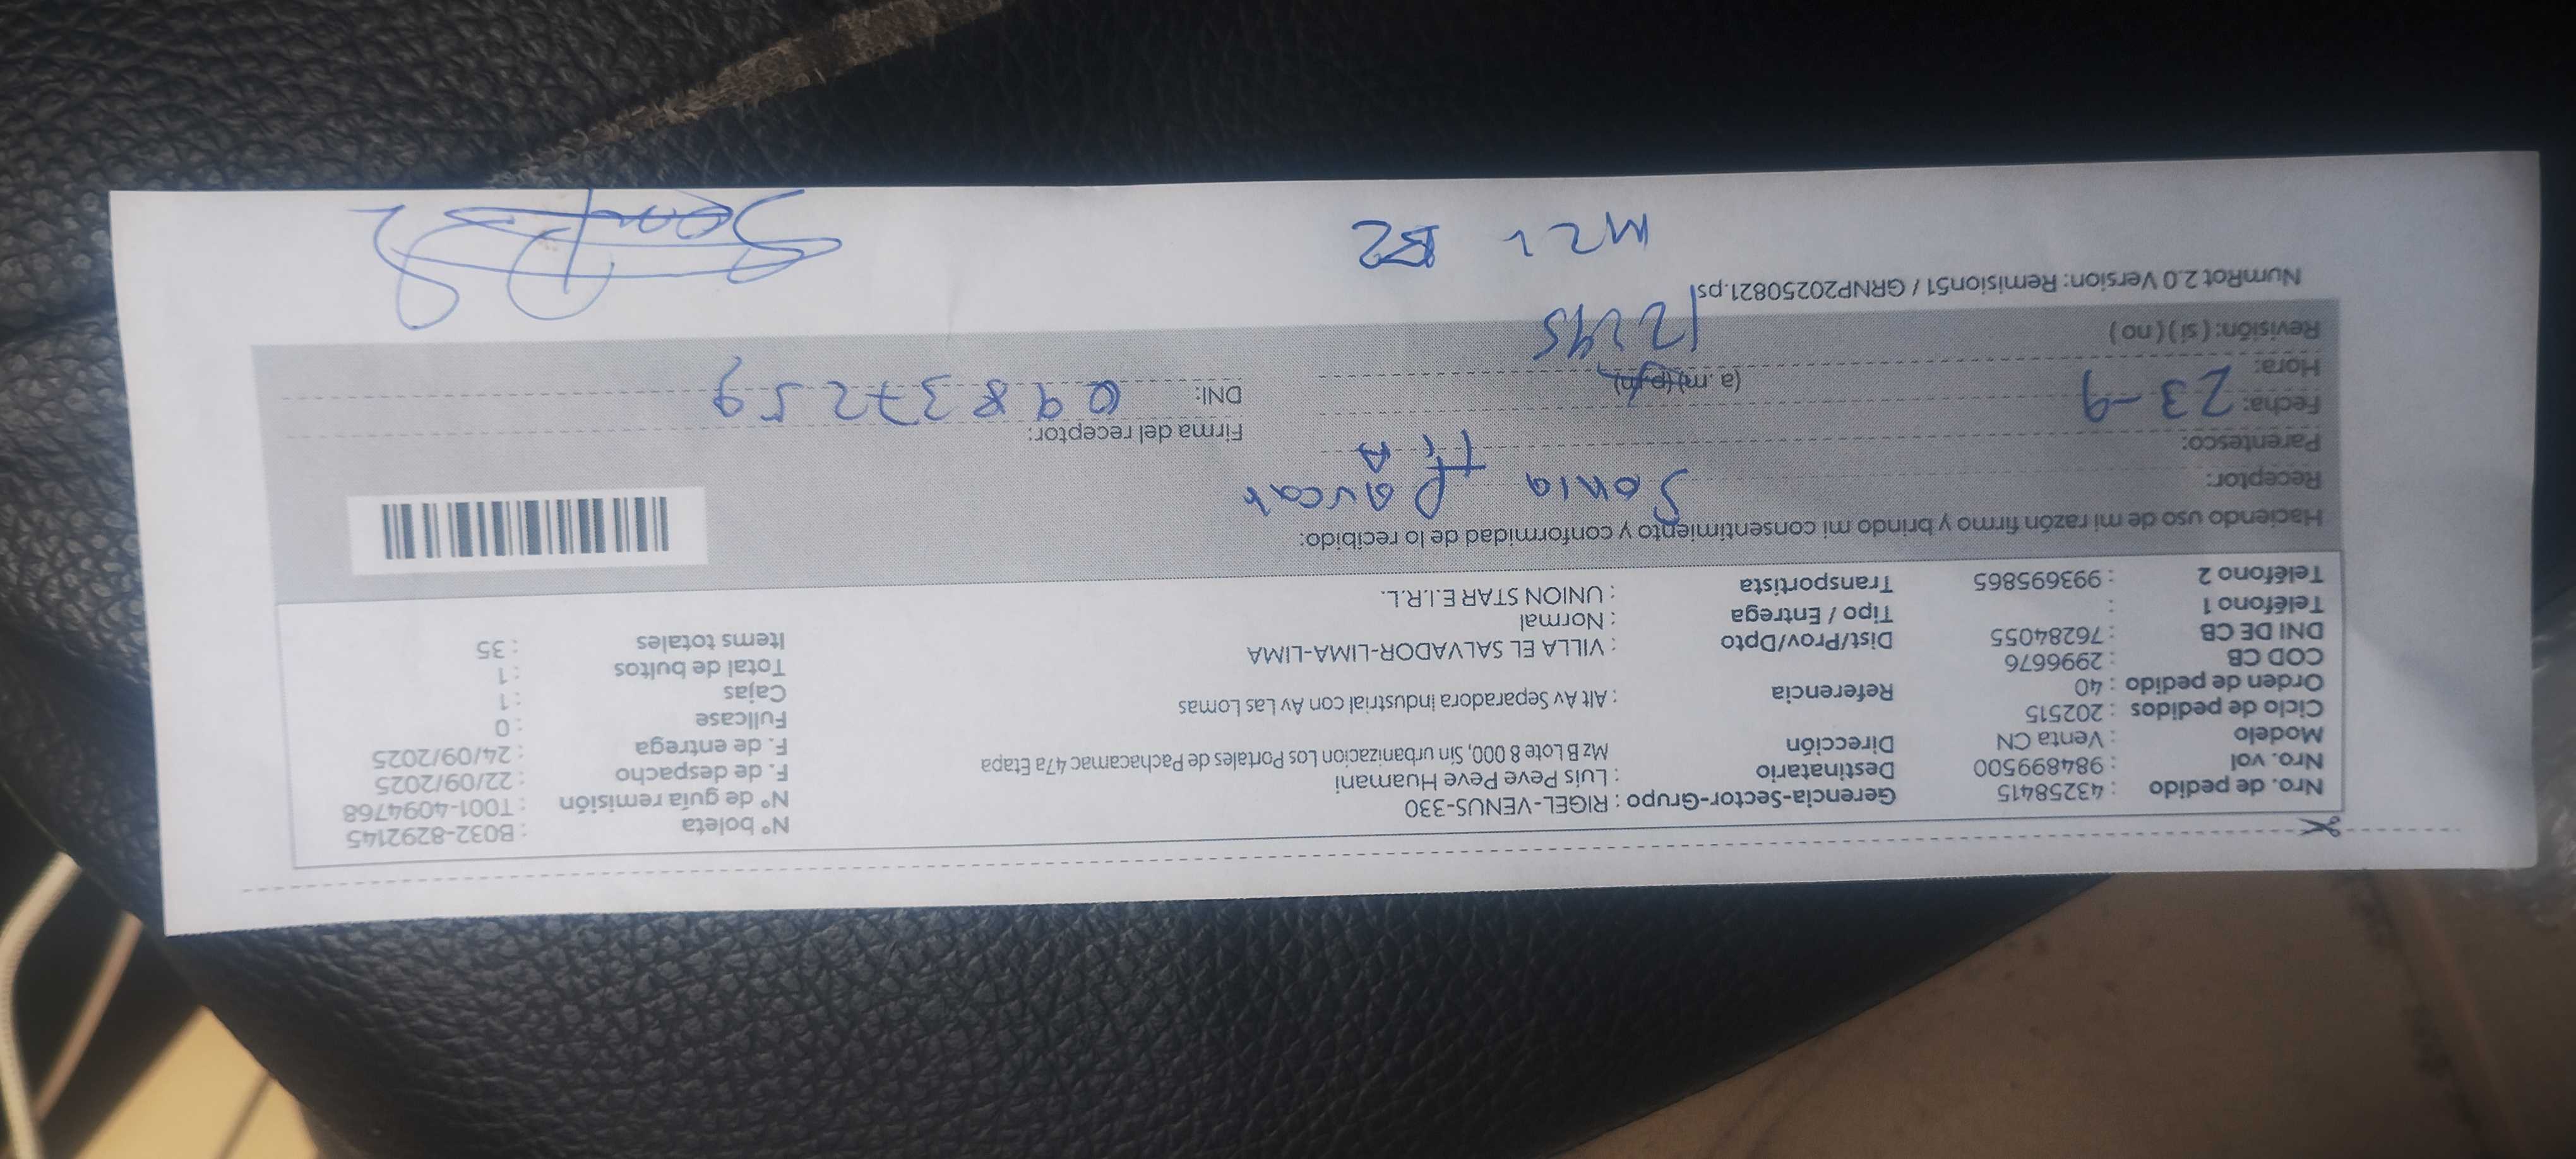 Nro. de pedido : 43258415 Gerencia-Sector-Grupo : RIGEL-VENUS-330 N° boleta : B032-8292145
Nro. vol : 984899500 Destinatario : Luis Peve Peve Huamani N° de guía remisión : T001-4094768
Modelo : Venta CN Dirección Mz B Lote 8 000, Sin urbanizacion Los Portales de Pachacamac 47a Etapa F. de despacho : 22/09/2025
Ciclo de pedidos : 202515 F. de entrega : 24/09/2025
Orden de pedido : 40 Referencia : Alt Av Separadora industrial con Av Las Lomas Fullcase : 0
COD CB : 2996676 Cajas : 1
DNI DE CB : 76284055 Dist/Prov/Dpto : VILLA EL SALVADOR-LIMA-LIMA Total de bultos : 1
Teléfono 1 : Tipo / Entrega : Normal Items totales : 35
Teléfono 2 : 993695865 Transportista : UNION STAR E.I.R.L.
Haciendo uso de mi razón firmo y brindo mi consentimiento y conformidad de lo recibido:
Receptor: Sonia Paucar
Parentesco: tía Firma del receptor:
Fecha: 23-9 DNI: 09837259
Hora: (a.m) (p.m) 1245
Revisión: ( si ) ( no )
NumRot 2.0 Version: Remision51 / GRNP20250821.ps